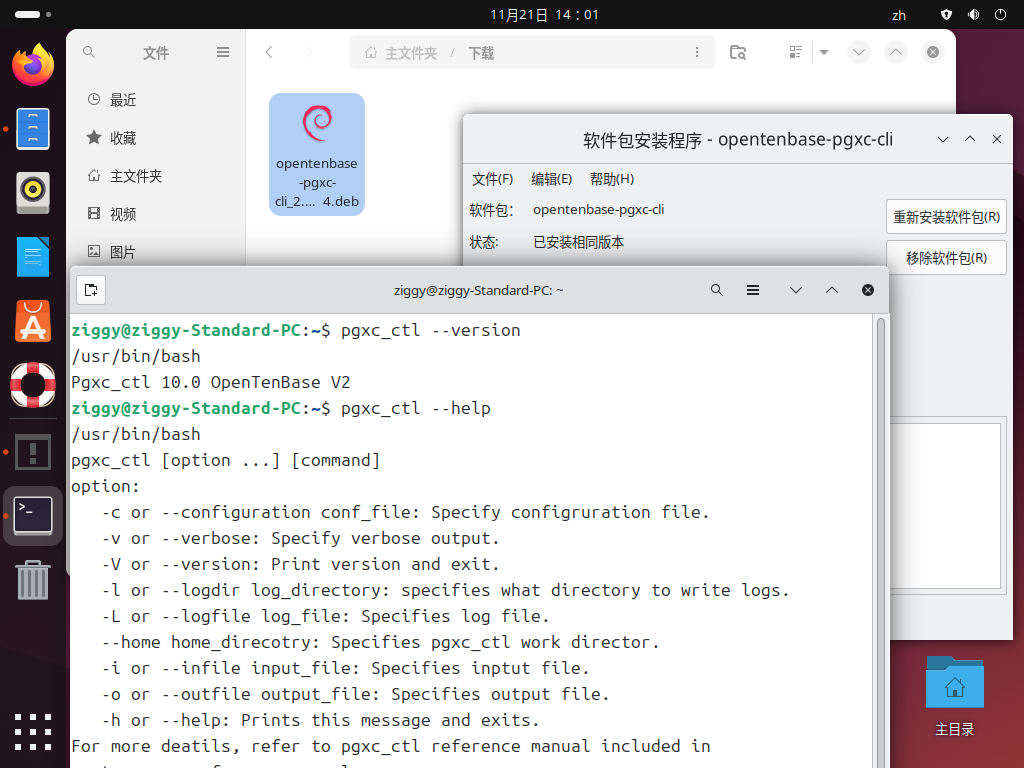 11月21日 14：01
zh
文件
主文件夹 / 下载
最近
收藏
主文件夹
视频
图片
opentenbase
-pgxc-
cli_2.… 4.deb
软件包安装程序 - opentenbase-pgxc-cli
文件(F) 编辑(E) 帮助(H)
软件包： opentenbase-pgxc-cli
重新安装软件包(R)
状态: 已安装相同版本
移除软件包(R)
ziggy@ziggy-Standard-PC: ~
ziggy@ziggy-Standard-PC:~$ pgxc_ctl --version
/usr/bin/bash
Pgxc_ctl 10.0 OpenTenBase V2
ziggy@ziggy-Standard-PC:~$ pgxc_ctl --help
/usr/bin/bash
pgxc_ctl [option ...] [command]
option:
-c or --configuration conf_file: Specify configruration file.
-v or --verbose: Specify verbose output.
-V or --version: Print version and exit.
-l or --logdir log_directory: specifies what directory to write logs.
-L or --logfile log_file: Specifies log file.
--home home_direcotry: Specifies pgxc_ctl work director.
-i or --infile input_file: Specifies inptut file.
-o or --outfile output_file: Specifies output file.
-h or --help: Prints this message and exits.
For more deatils, refer to pgxc_ctl reference manual included in
主目录